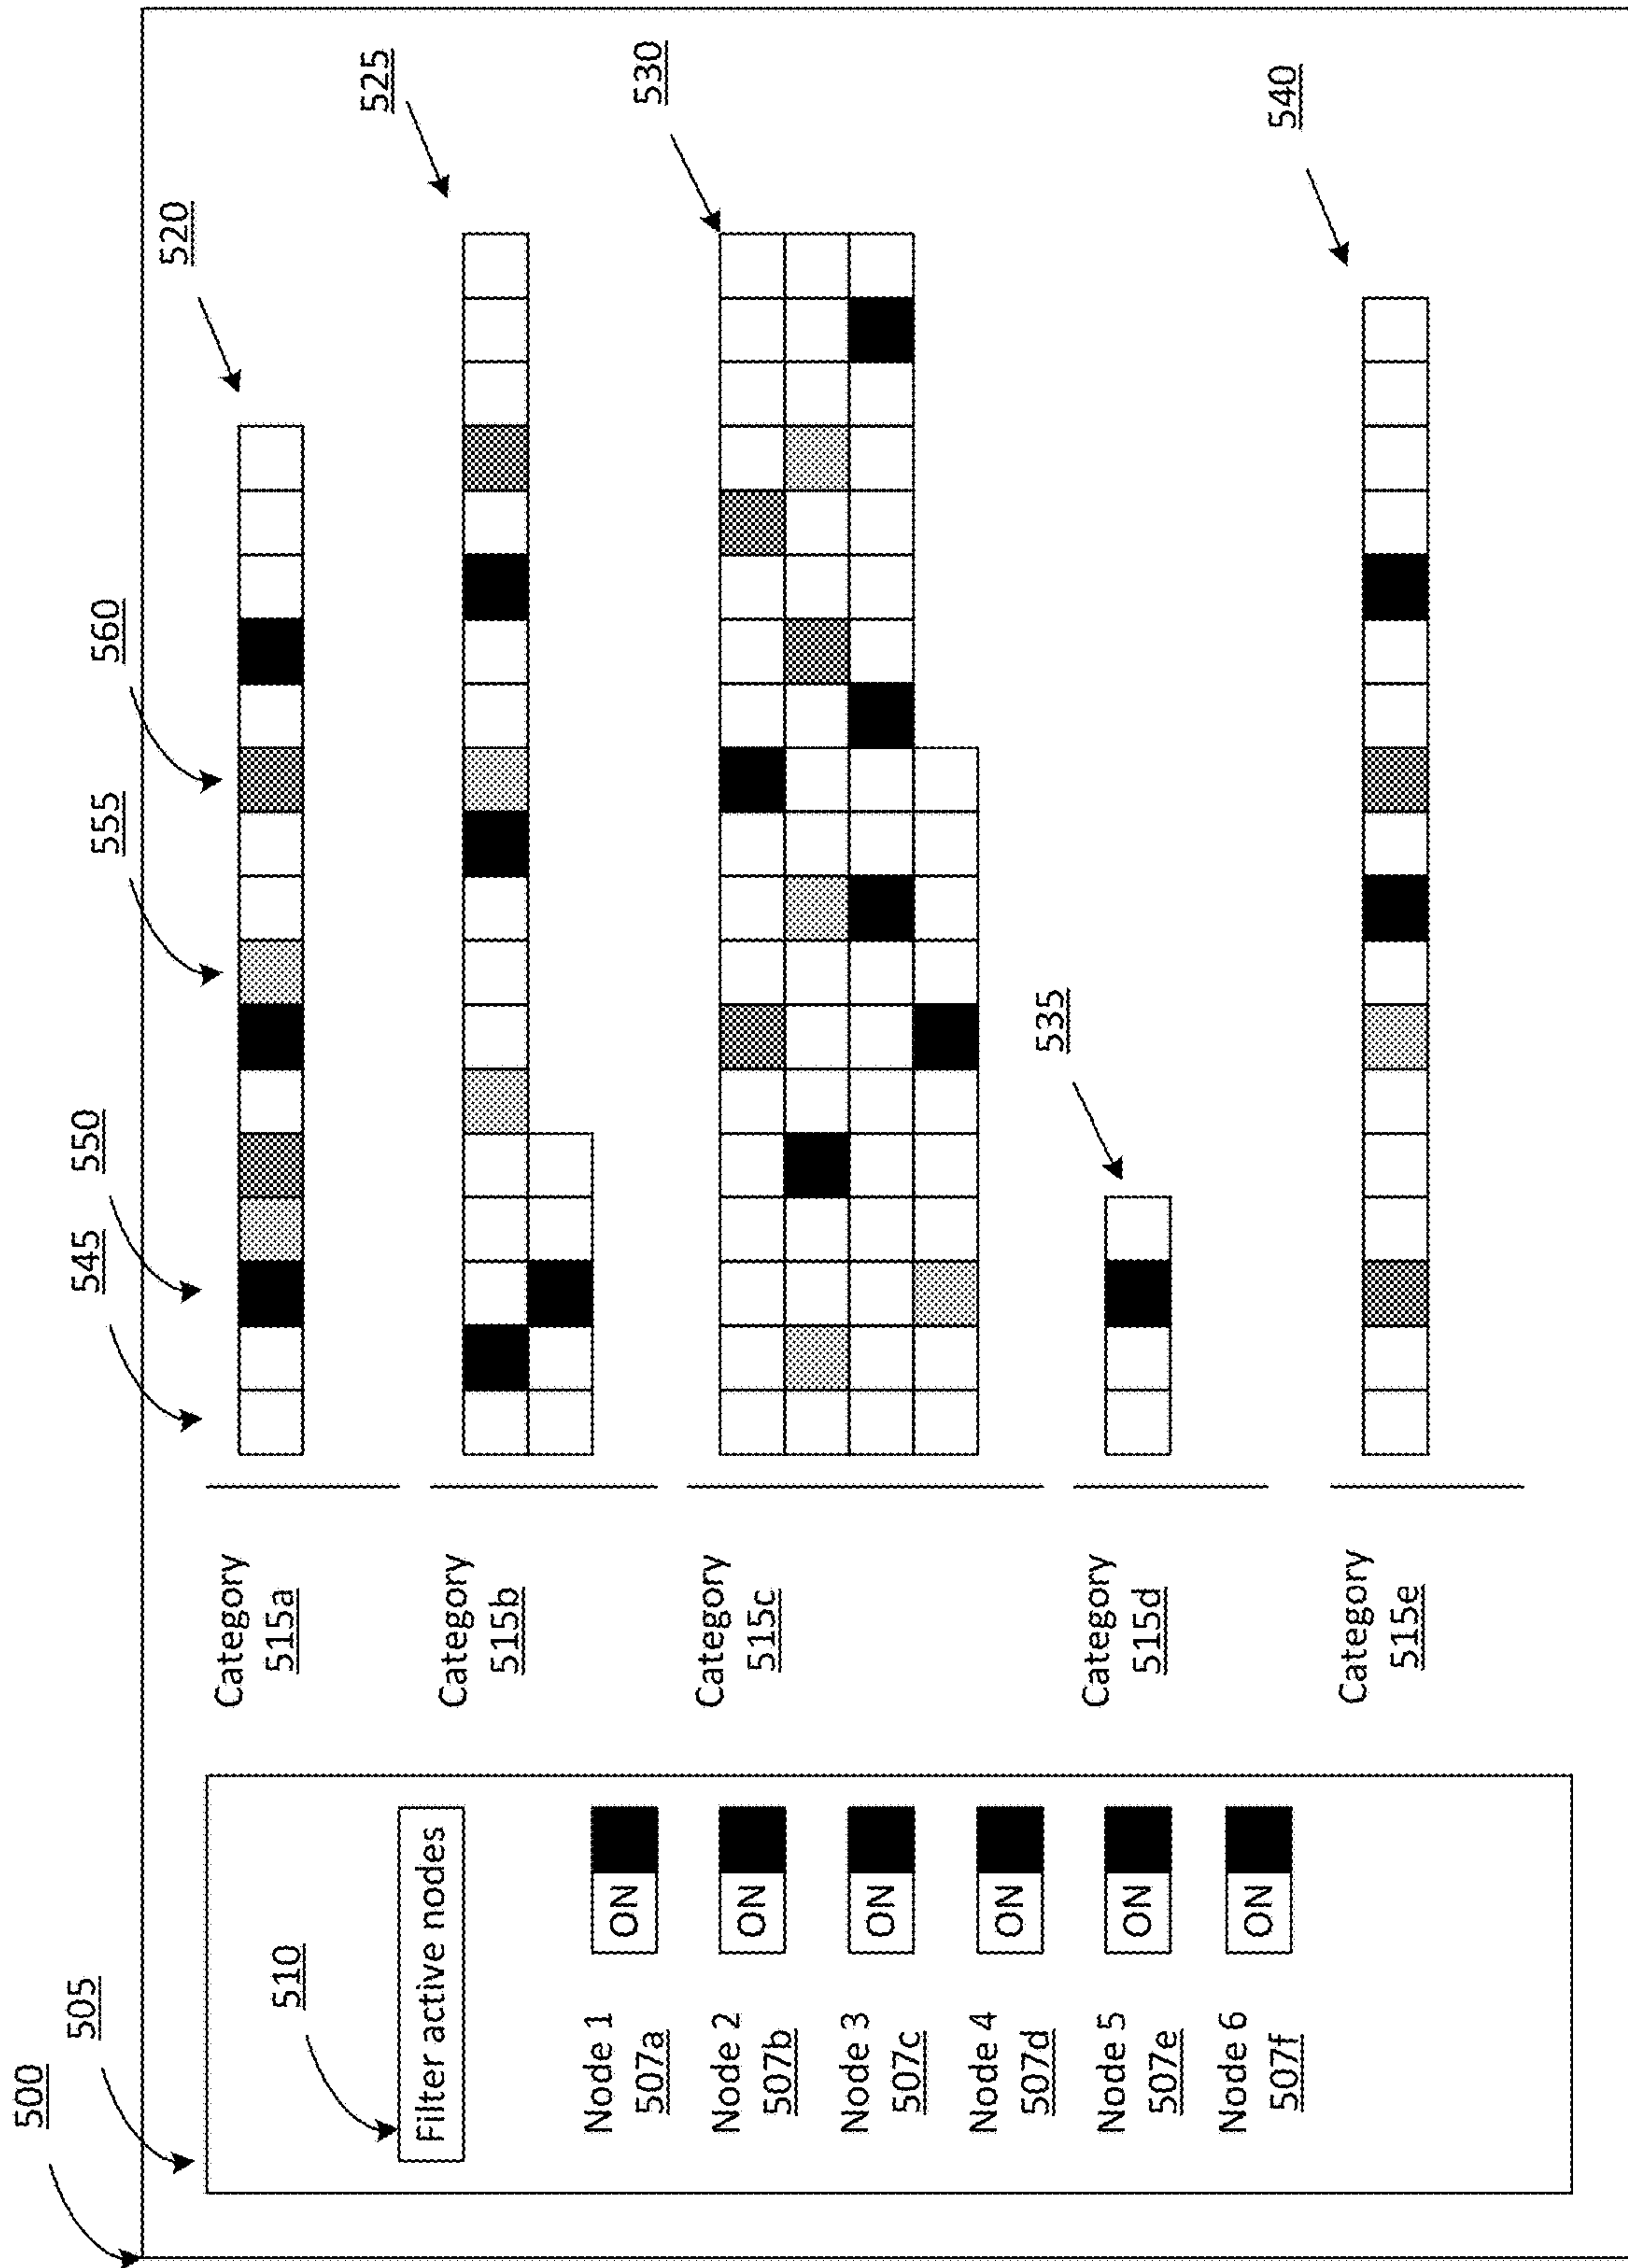 500
505
510
Filter active nodes
Node 1
507a
ON
Node 2
507b
ON
Node 3
507c
ON
Node 4
507d
ON
Node 5
507e
ON
Node 6
507f
ON
545
550
555
560
520
Category
515a
525
Category
515b
530
Category
515c
535
Category
515d
540
Category
515e